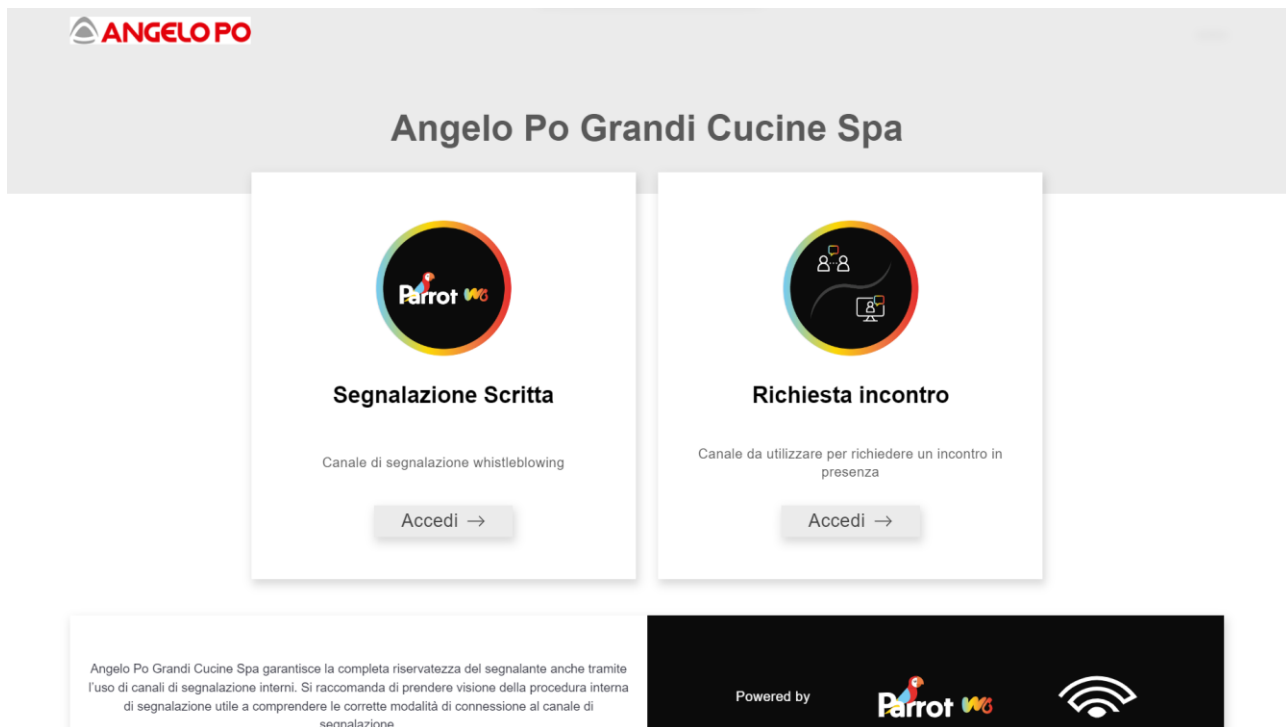 ANGELO PO
Angelo Po Grandi Cucine Spa
Parrot WB
Segnalazione Scritta
Canale di segnalazione whistleblowing
Accedi →
Richiesta incontro
Canale da utilizzare per richiedere un incontro in
presenza
Accedi →
Angelo Po Grandi Cucine Spa garantisce la completa riservatezza del segnalante anche tramite
l'uso di canali di segnalazione interni. Si raccomanda di prendere visione della procedura interna
di segnalazione utile a comprendere le corrette modalità di connessione al canale di
segnalazione
Powered by
Parrot WB